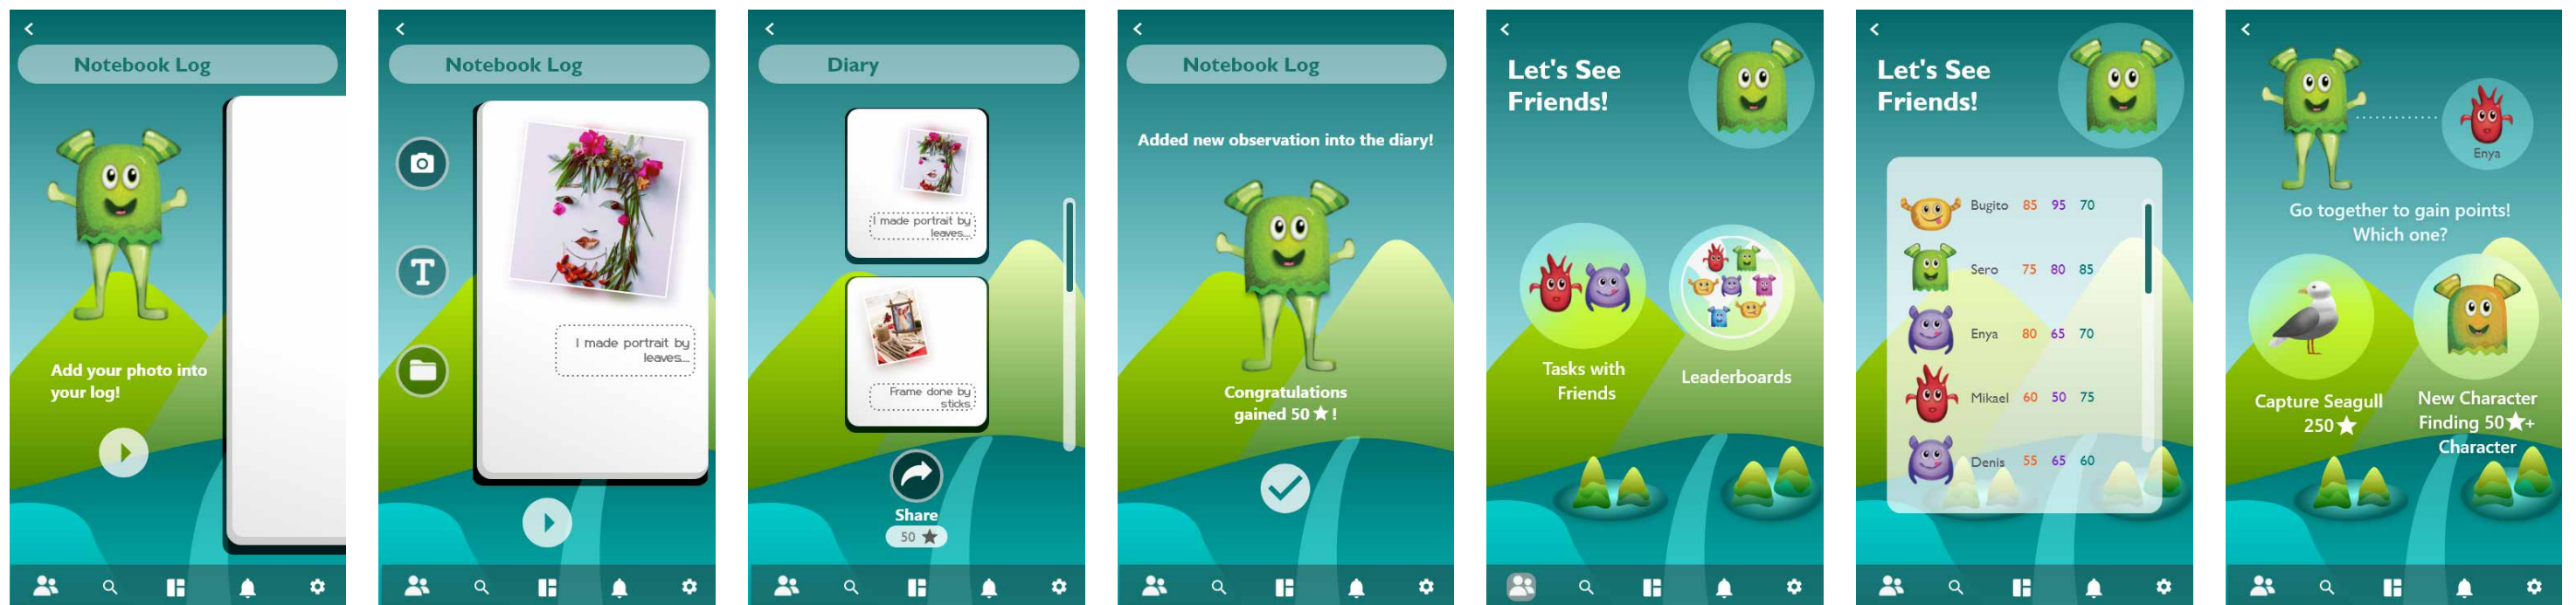 Notebook Log
Add your photo into
your log!
Notebook Log
I made portrait by
leaves...
Diary
I made portrait by
leaves...
Frame done by
sticks
Share
50
Notebook Log
Added new observation into the diary!
Congratulations
gained 50 ★ !
Let's See
Friends!
Tasks with
Friends
Leaderboards
Let's See
Friends!
Bugito 85 95 70
Sero 75 80 85
Enya 80 65 70
Mikael 60 50 75
Denis 55 65 60
Enya
Go together to gain points!
Which one?
Capture Seagull
250★
New Character
Finding 50★+
Character